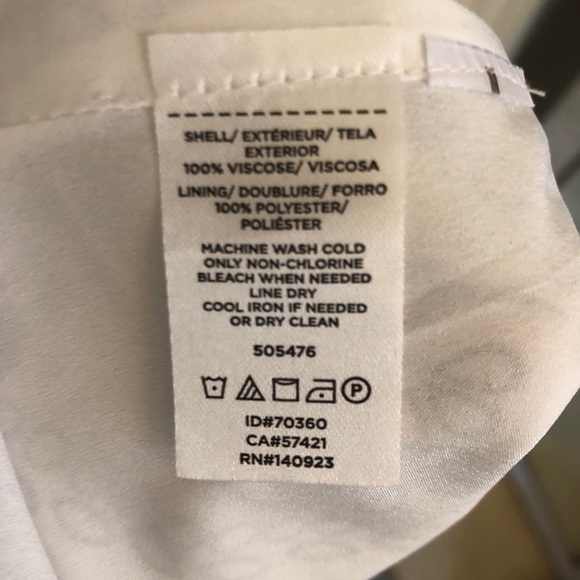 SHELL/ EXTÉRIEUR/ TELA
EXTERIOR
100% VISCOSE/ VISCOSA
LINING/ DOUBLURE/ FORRO
100% POLYESTER/
POLIÉSTER
MACHINE WASH COLD
ONLY NON-CHLORINE
BLEACH WHEN NEEDED
LINE DRY
COOL IRON IF NEEDED
OR DRY CLEAN
505476
P
ID#70360
CA#57421
RN#140923